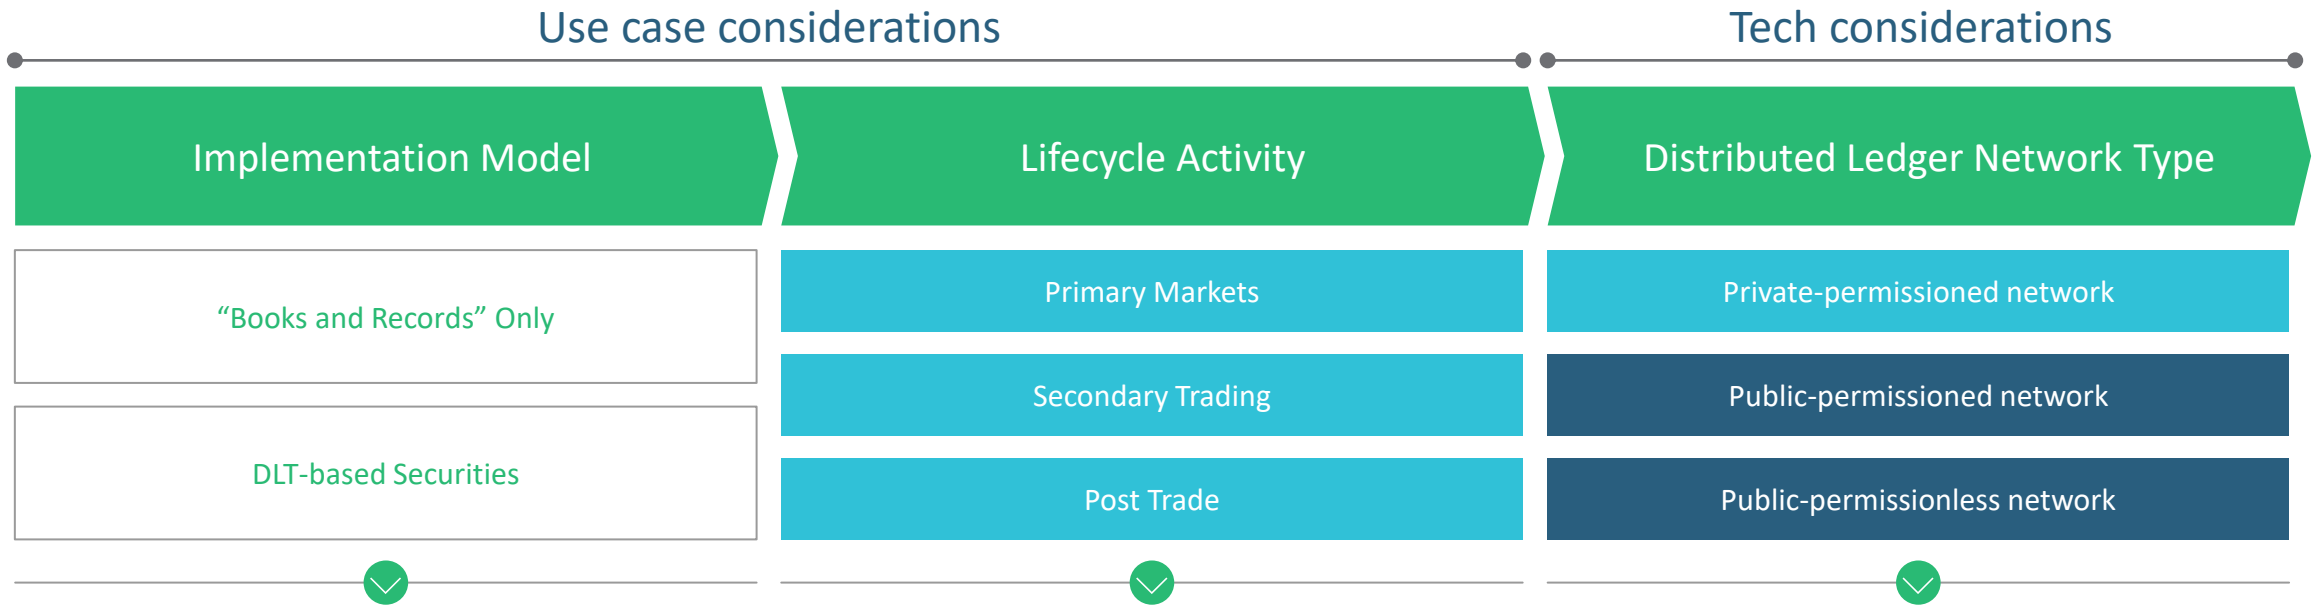 Use case considerations
Tech considerations
Implementation Model
Lifecycle Activity
Distributed Ledger Network Type
“Books and Records” Only
DLT-based Securities
Primary Markets
Secondary Trading
Post Trade
Private-permissioned network
Public-permissioned network
Public-permissionless network